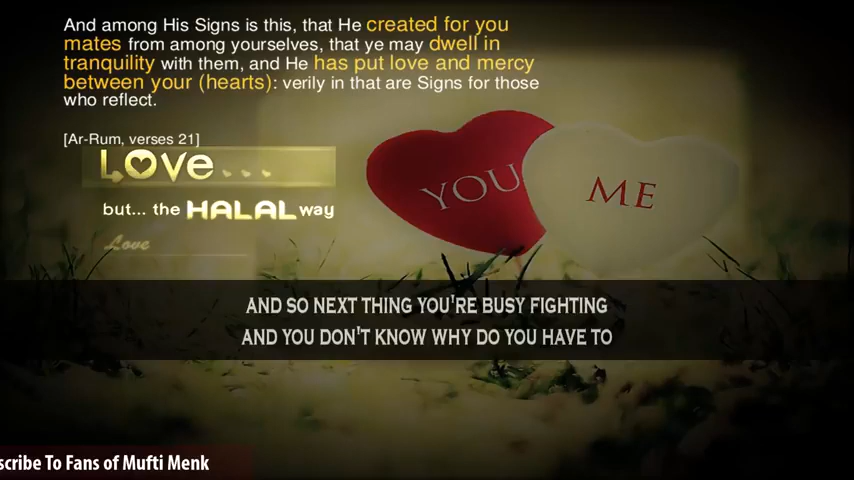 And among His Signs is this, that He created for you
mates from among yourselves, that ye may dwell in
tranquility with them, and He has put love and mercy
between your (hearts): verily in that are Signs for those
who reflect.
[Ar-Rum, verses 21]
Love...
but... the HALAL way
Love
YOU
ME
AND SO NEXT THING YOU'RE BUSY FIGHTING
AND YOU DON'T KNOW WHY DO YOU HAVE TO
scribe To Fans of Mufti Menk